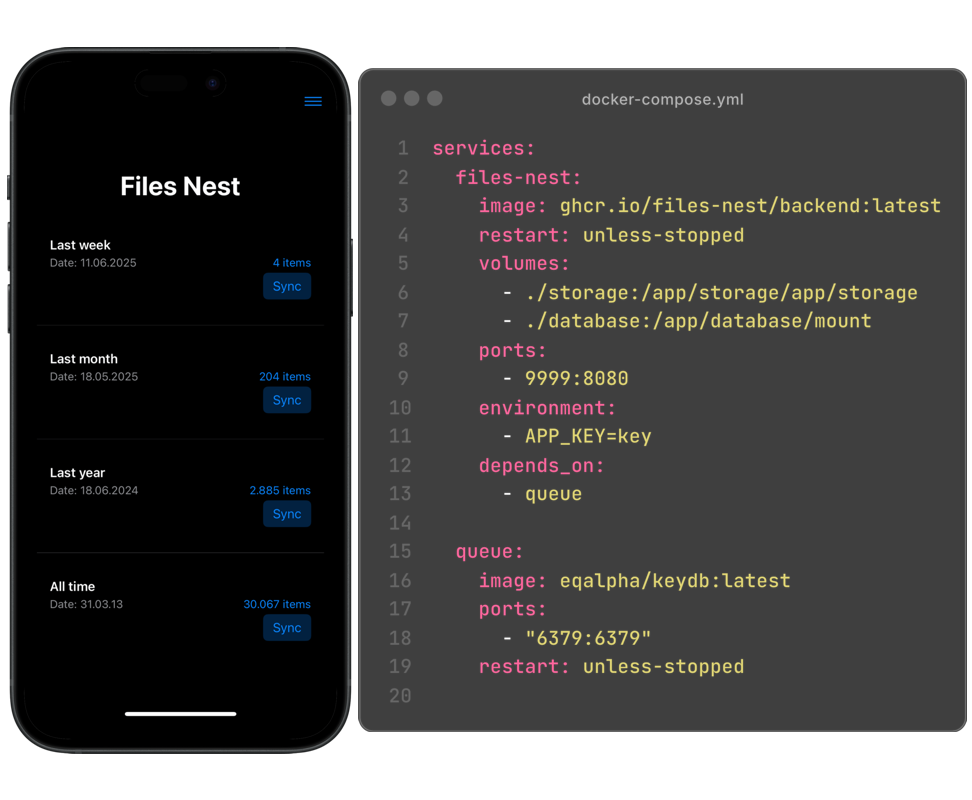 Files Nest
Last week
Date: 11.06.2025
4 items
Sync
Last month
Date: 18.05.2025
204 items
Sync
Last year
Date: 18.06.2024
2.885 items
Sync
All time
Date: 31.03.13
30.067 items
Sync
docker-compose.yml
1 services:
2   files-nest:
3     image: ghcr.io/files-nest/backend:latest
4     restart: unless-stopped
5     volumes:
6       - ./storage:/app/storage/app/storage
7       - ./database:/app/database/mount
8     ports:
9       - 9999:8080
10     environment:
11       - APP_KEY=key
12     depends_on:
13       - queue
14
15   queue:
16     image: eqalpha/keydb:latest
17     ports:
18       - "6379:6379"
19     restart: unless-stopped
20